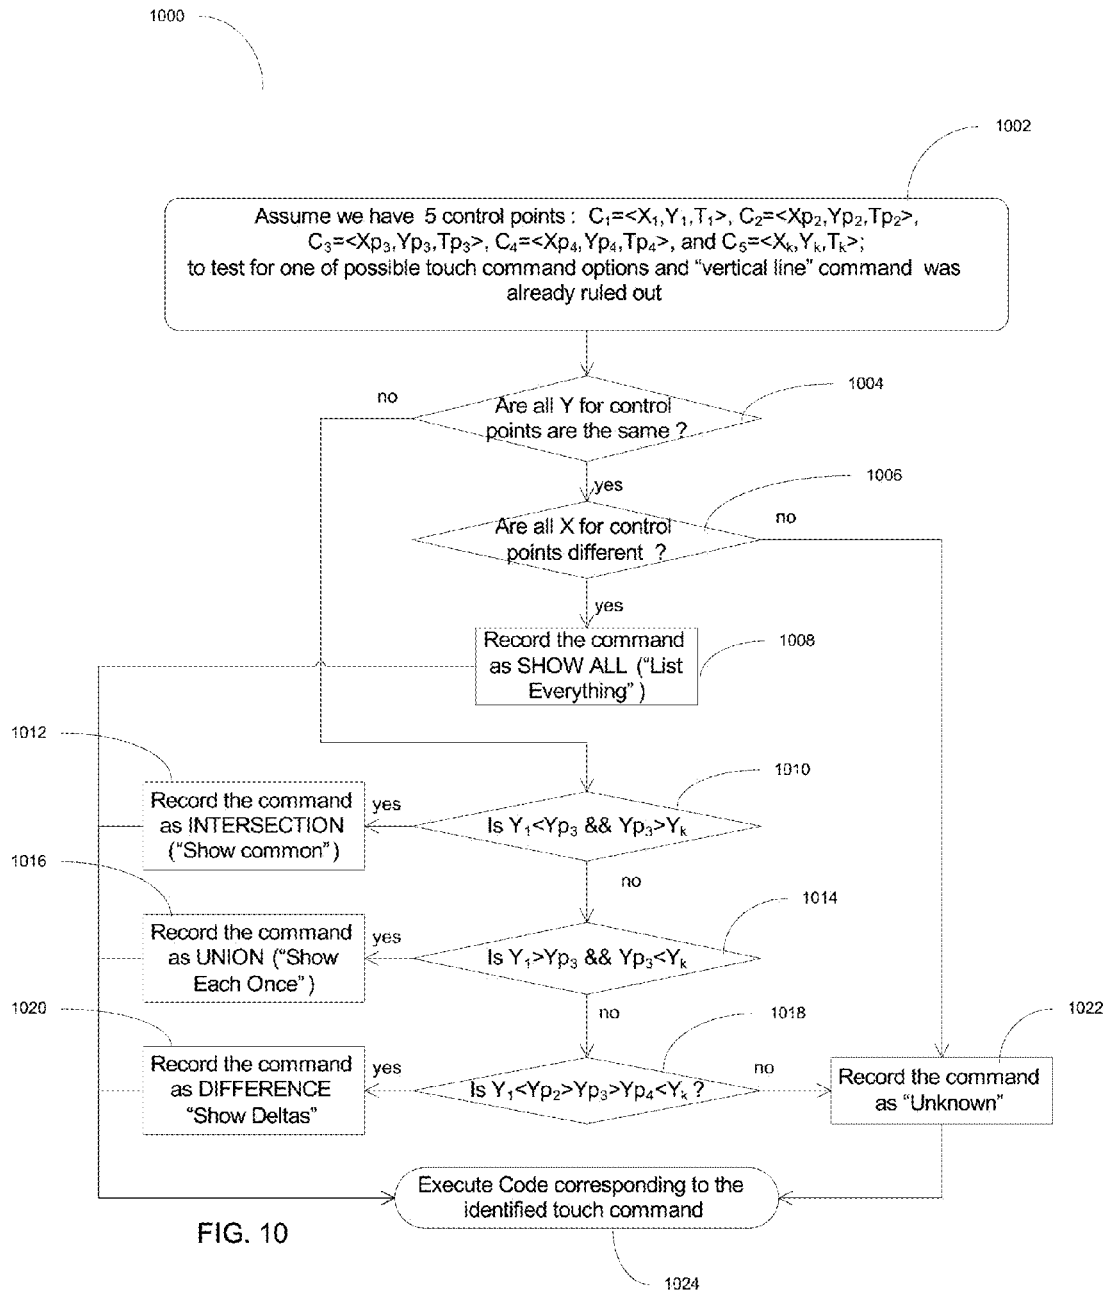 1000
1002
Assume we have 5 control points : C₁=<X₁,Y₁,T₁>, C₂=<Xp₂,Yp₂,Tp₂>,
C₃=<Xp₃,Yp₃,Tp₃>, C₄=<Xp₄,Yp₄,Tp₄>, and C₅=<Xₖ,Yₖ,Tₖ>;
to test for one of possible touch command options and “vertical line” command was
already ruled out
1004
no
Are all Y for control
points are the same ?
yes
1006
Are all X for control
points different ?
no
yes
Record the command
as SHOW ALL (“List
Everything” )
1008
1012
1010
Record the command
as INTERSECTION
(“Show common” )
yes
Is Y₁<Yp₃ && Yp₃>Yₖ
1016
no
1014
Record the command
as UNION (“Show
Each Once” )
yes
Is Y₁>Yp₃ && Yp₃<Yₖ
1020
no
1018
1022
Record the command
as DIFFERENCE
“Show Deltas”
yes
Is Y₁<Yp₂>Yp₃>Yp₄<Yₖ ?
no
Record the command
as “Unknown”
Execute Code corresponding to the
identified touch command
FIG. 10
1024